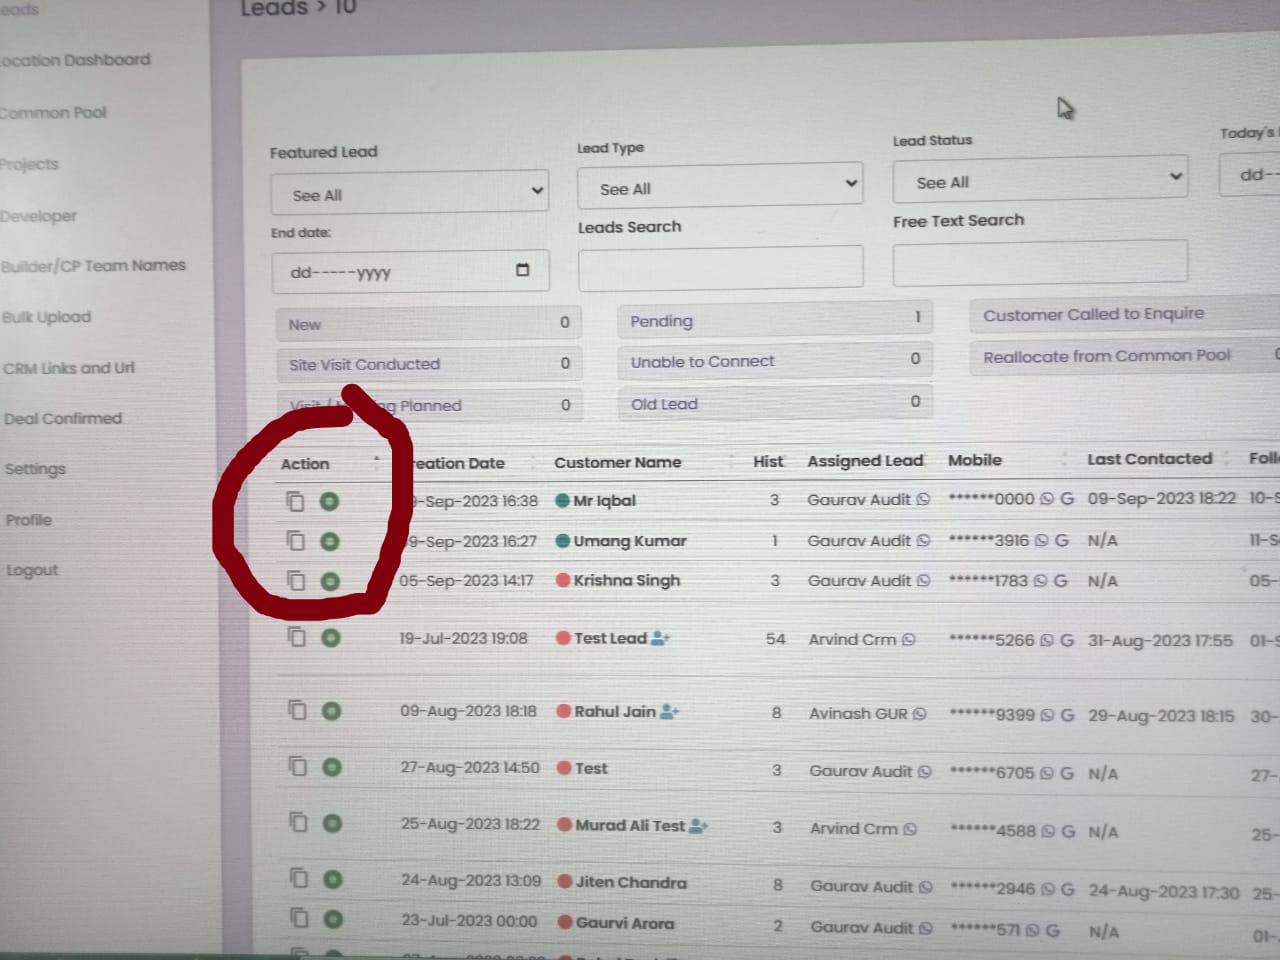 eads
Leads > 10
Location Dashboard
Common Pool
Projects
Developer
Builder/CP Team Names
Bulk Upload
CRM Links and Url
Deal Confirmed
Settings
Profile
Logout
Featured Lead Lead Type Lead Status Today's
See All See All See All dd--
End date: Leads Search Free Text Search
dd-----yyyy
New 0 Pending 1 Customer Called to Enquire
Site Visit Conducted 0 Unable to Connect 0 Reallocate from Common Pool
Visit / ng Planned 0 Old Lead 0
Action reation Date Customer Name Hist Assigned Lead Mobile Last Contacted Foll
9-Sep-2023 16:38 Mr Iqbal 3 Gaurav Audit ******0000 G 09-Sep-2023 18:22 10-S
9-Sep-2023 16:27 Umang Kumar 1 Gaurav Audit ******3916 G N/A 11-S
05-Sep-2023 14:17 Krishna Singh 3 Gaurav Audit ******1783 G N/A 05-
19-Jul-2023 19:08 Test Lead 54 Arvind Crm ******5266 G 31-Aug-2023 17:55 01-S
09-Aug-2023 18:18 Rahul Jain 8 Avinash GUR ******9399 G 29-Aug-2023 18:15 30-
27-Aug-2023 14:50 Test 3 Gaurav Audit ******6705 G N/A 27-
25-Aug-2023 18:22 Murad Ali Test 3 Arvind Crm ******4588 G N/A 25-
24-Aug-2023 13:09 Jiten Chandra 8 Gaurav Audit ******2946 G 24-Aug-2023 17:30 25-
23-Jul-2023 00:00 Gaurvi Arora 2 Gaurav Audit ******571 G N/A 01-